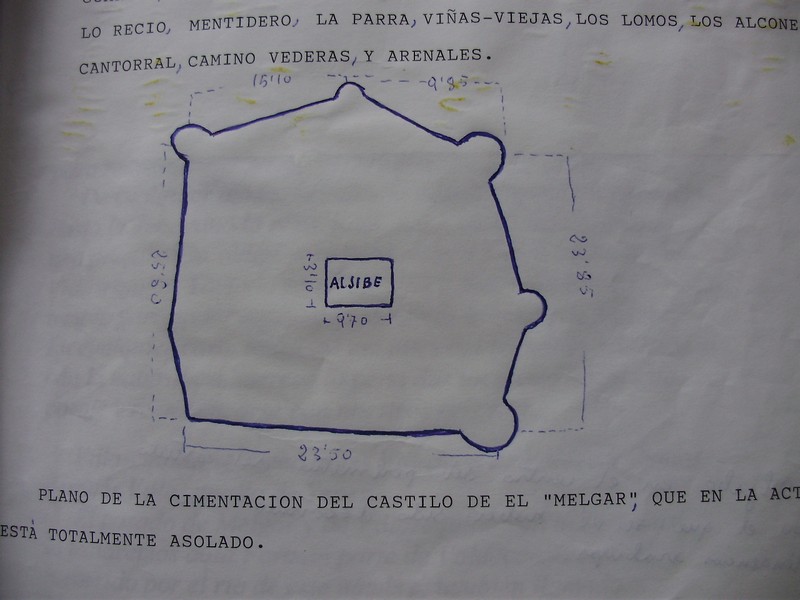 LO RECIO, MENTIDERO, LA PARRA, VIÑAS-VIEJAS, LOS LOMOS, LOS ALCONE
CANTORRAL, CAMINO VEDERAS, Y ARENALES.
15'10
9'85
25'80
23'85
3'10
ALJIBE
9'70
23'50
PLANO DE LA CIMENTACION DEL CASTILO DE EL "MELGAR", QUE EN LA ACT
ESTÀ TOTALMENTE ASOLADO.